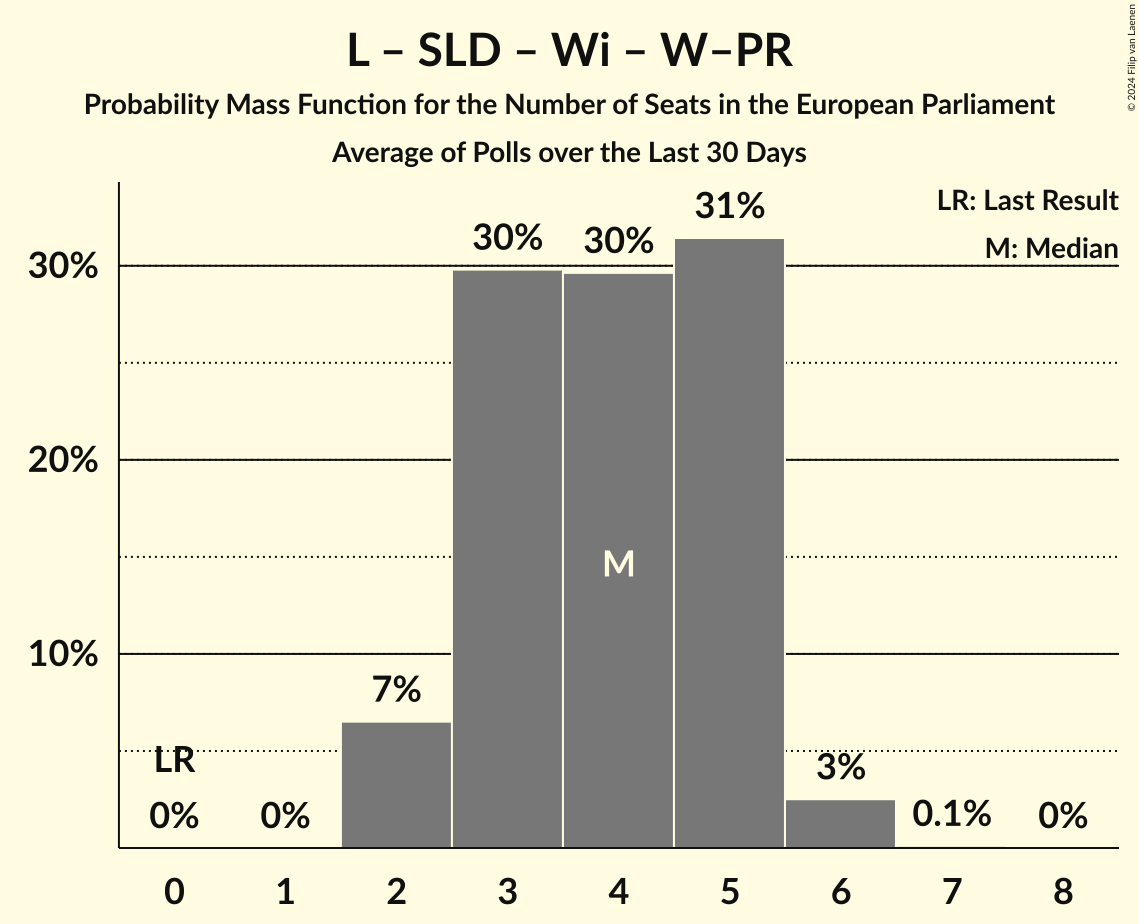 L – SLD – Wi – W–PR
Probability Mass Function for the Number of Seats in the European Parliament
Average of Polls over the Last 30 Days
© 2024 Filip van Laenen
LR: Last Result
M: Median
30%
20%
10%
LR
0%
0%
7%
30%
30%
31%
3%
0.1%
0%
M
0 1 2 3 4 5 6 7 8